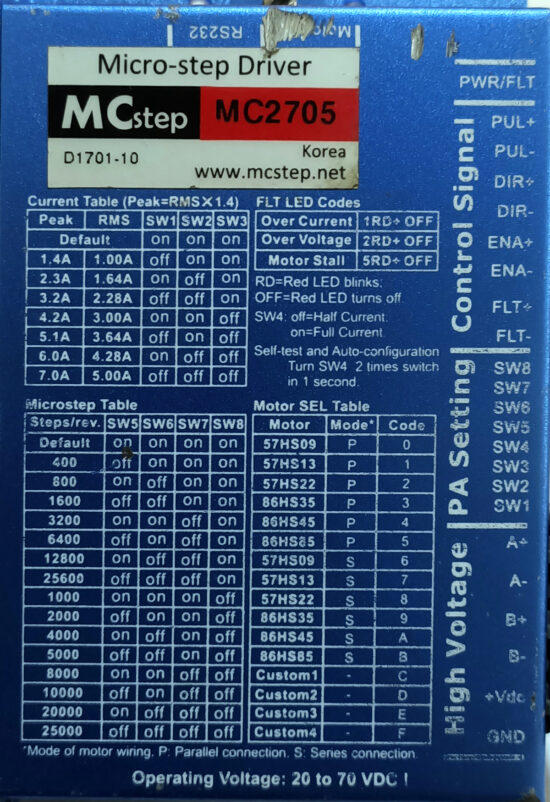 RS232
Micro-step Driver
MCstep MC2705
D1701-10 Korea
www.mcstep.net
Current Table (Peak=RMSX1.4)
Peak RMS SW1 SW2 SW3
Default on on on
1.4A 1.00A off on on
2.3A 1.64A on off on
3.2A 2.28A off off on
4.2A 3.00A on on off
5.1A 3.64A off on off
6.0A 4.28A on off off
7.0A 5.00A off off off
FLT LED Codes
Over Current 1RD+ OFF
Over Voltage 2RD+ OFF
Motor Stall 5RD+ OFF
RD=Red LED blinks.
OFF=Red LED turns off.
SW4: off=Half Current.
on=Full Current.
Self-test and Auto-configuration
Turn SW4 2 times switch
in 1 second.
Microstep Table
Steps/rev. SW5 SW6 SW7 SW8
Default on on on on
400 off on on on
800 on off on on
1600 off off on on
3200 on on off on
6400 off on off on
12800 on off off on
25600 off off off on
1000 on on on off
2000 off on on off
4000 on off on off
5000 off off on off
8000 on on off off
10000 off on off off
20000 on off off off
25000 off off off off
Motor SEL Table
Motor Mode* Code
57HS09 P 0
57HS13 P 1
57HS22 P 2
86HS35 P 3
86HS45 P 4
86HS85 P 5
57HS09 S 6
57HS13 S 7
57HS22 S 8
86HS35 S 9
86HS45 S A
86HS85 S B
Custom1 - C
Custom2 - D
Custom3 - E
Custom4 - F
*Mode of motor wiring. P: Parallel connection. S: Series connection.
Operating Voltage: 20 to 70 VDC !
PWR/FLT
Control Signal
PUL+
PUL-
DIR+
DIR-
ENA+
ENA-
FLT+
FLT-
PA Setting
SW8
SW7
SW6
SW5
SW4
SW3
SW2
SW1
High Voltage
A+
A-
B+
B-
+Vdc
GND